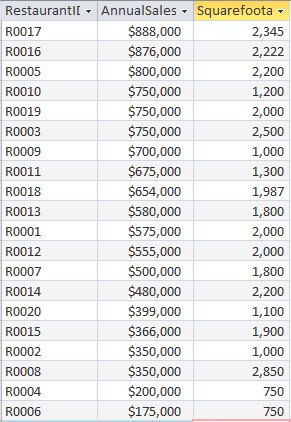 RestaurantI AnnualSales Squarefoota
R0017 $888,000 2,345
R0016 $876,000 2,222
R0005 $800,000 2,200
R0010 $750,000 1,200
R0019 $750,000 2,000
R0003 $750,000 2,500
R0009 $700,000 1,000
R0011 $675,000 1,300
R0018 $654,000 1,987
R0013 $580,000 1,800
R0001 $575,000 2,000
R0012 $555,000 2,000
R0007 $500,000 1,800
R0014 $480,000 2,200
R0020 $399,000 1,100
R0015 $366,000 1,900
R0002 $350,000 1,000
R0008 $350,000 2,850
R0004 $200,000 750
R0006 $175,000 750